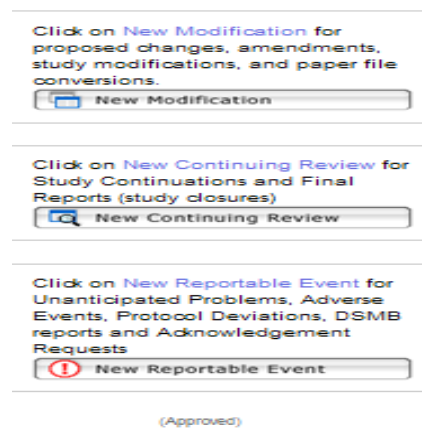 Click on New Modification for
proposed changes, amendments,
study modifications, and paper file
conversions.
New Modification
Click on New Continuing Review for
Study Continuations and Final
Reports (study closures)
New Continuing Review
Click on New Reportable Event for
Unanticipated Problems, Adverse
Events, Protocol Deviations, DSMB
reports and Acknowledgement
Requests
New Reportable Event
(Approved)